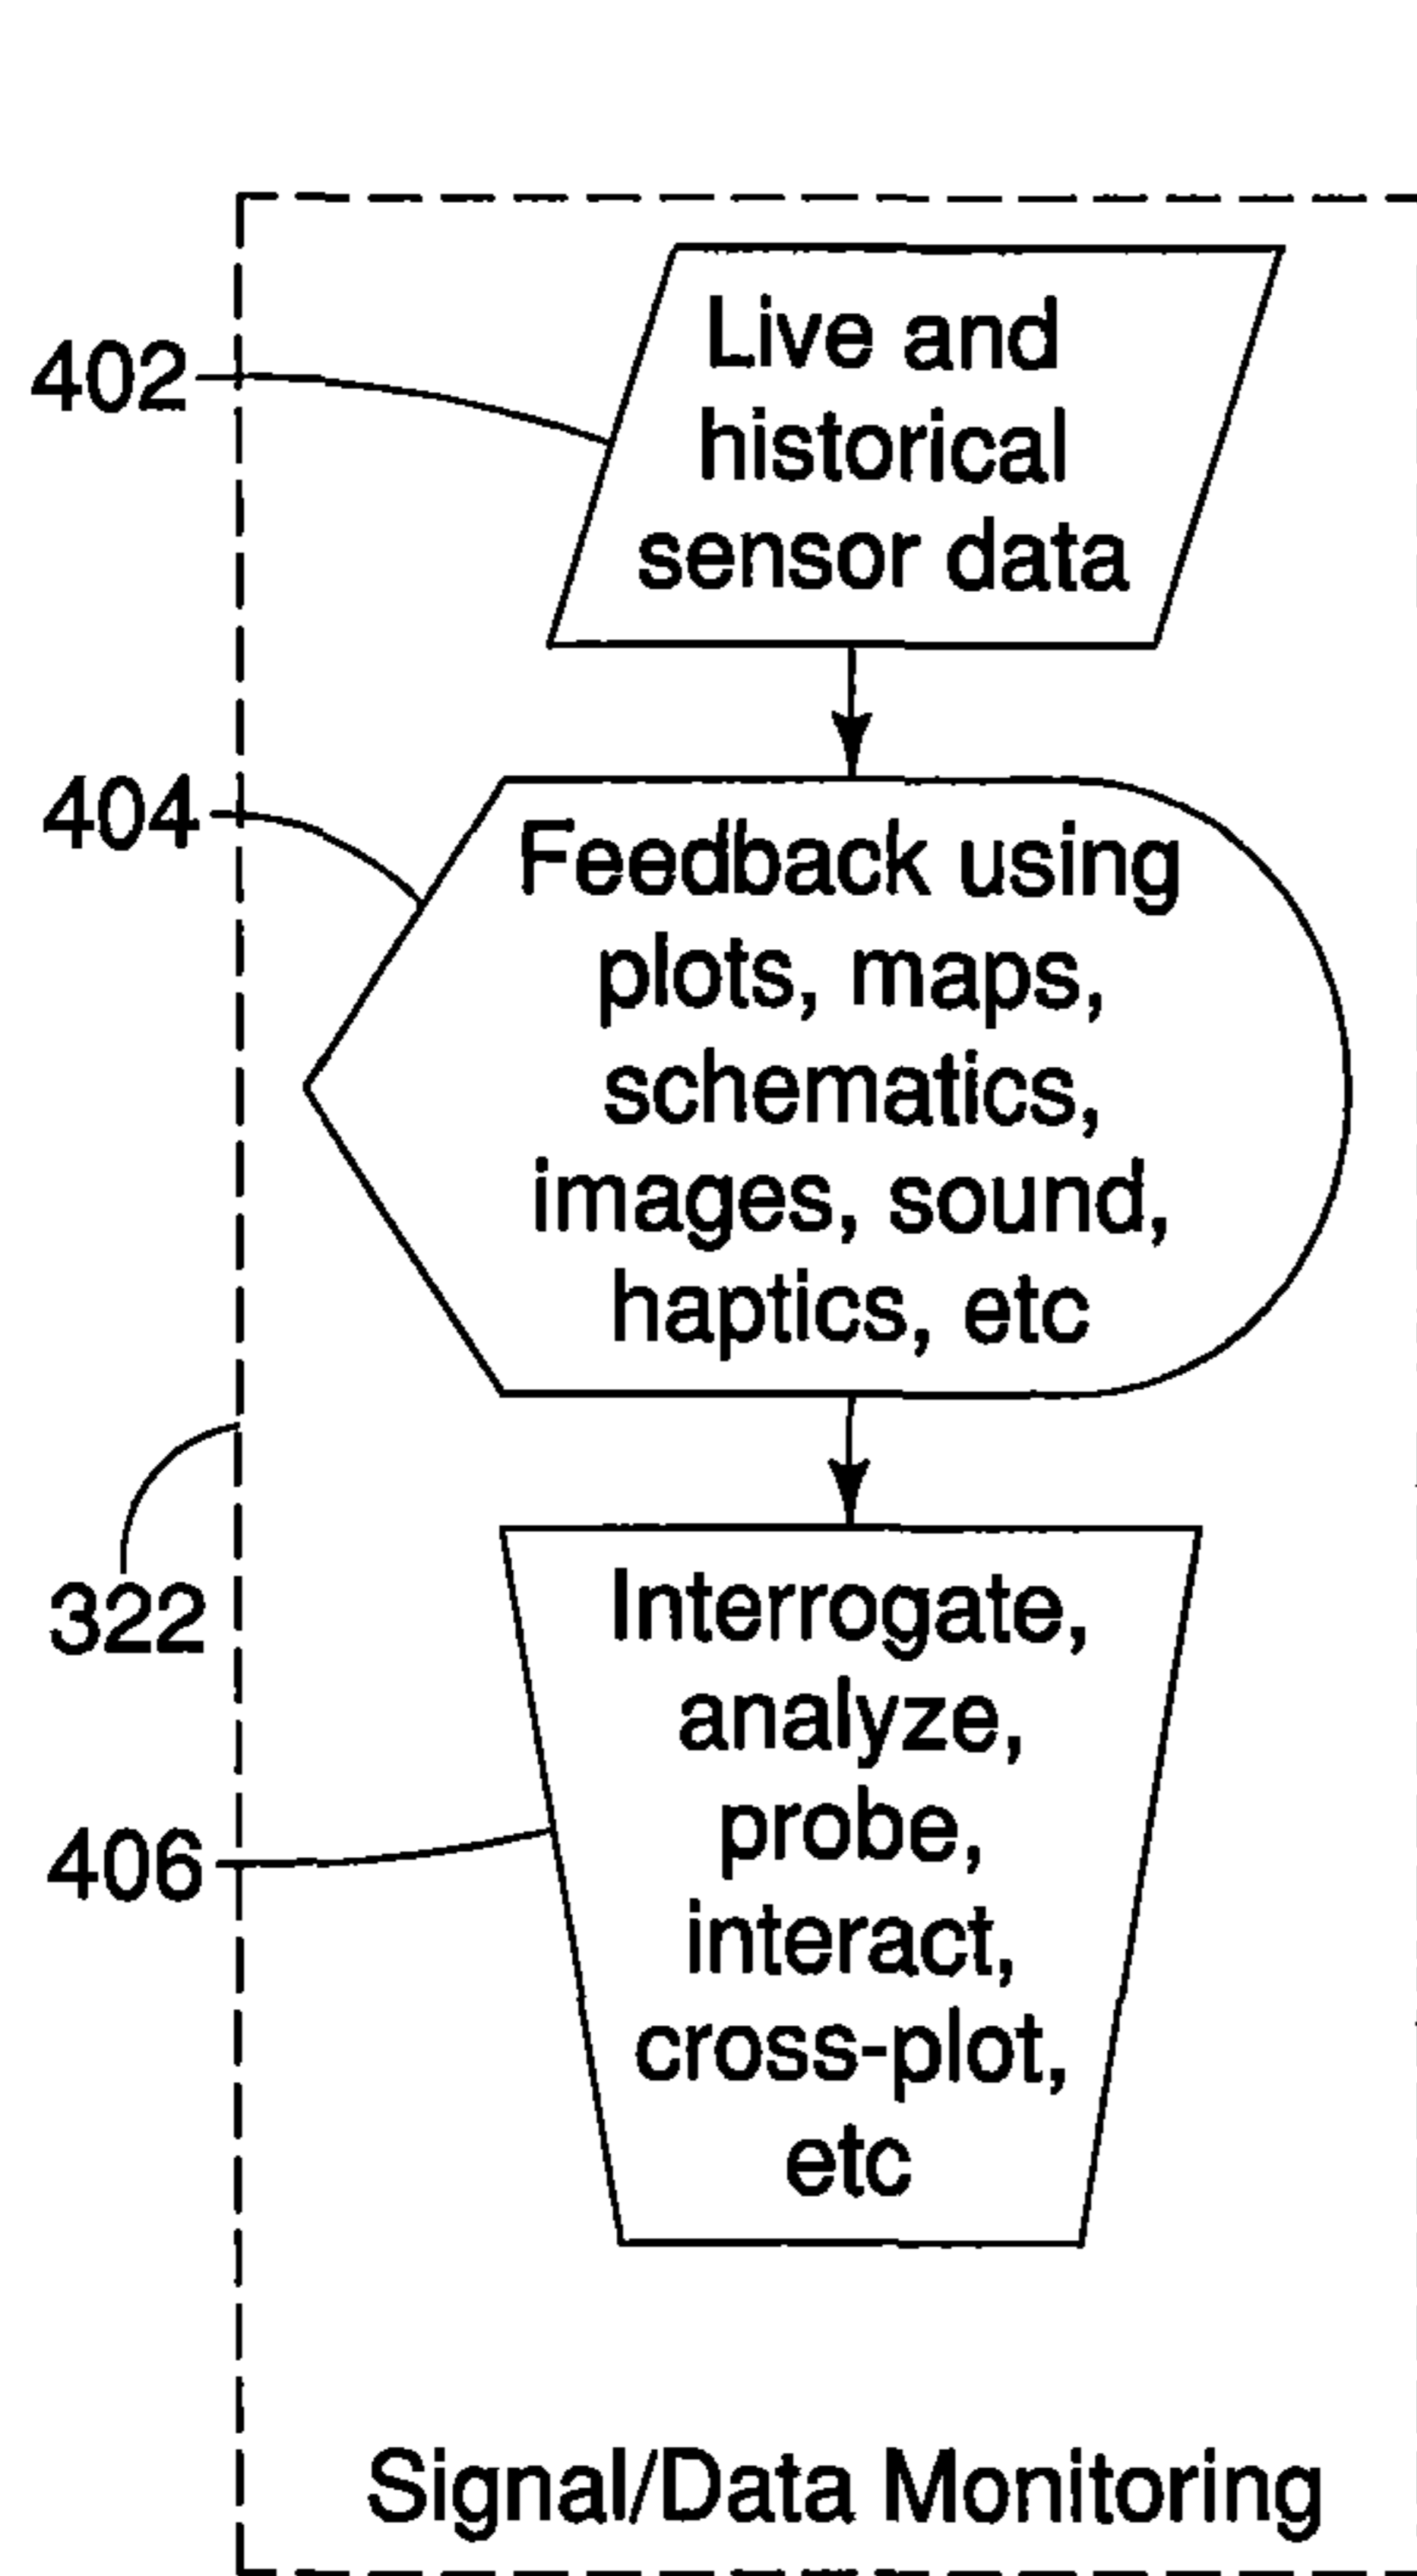 402
Live and
historical
sensor data
404
Feedback using
plots, maps,
schematics,
images, sound,
haptics, etc
322
Interrogate,
analyze,
probe,
interact,
cross-plot,
etc
406
Signal/Data Monitoring